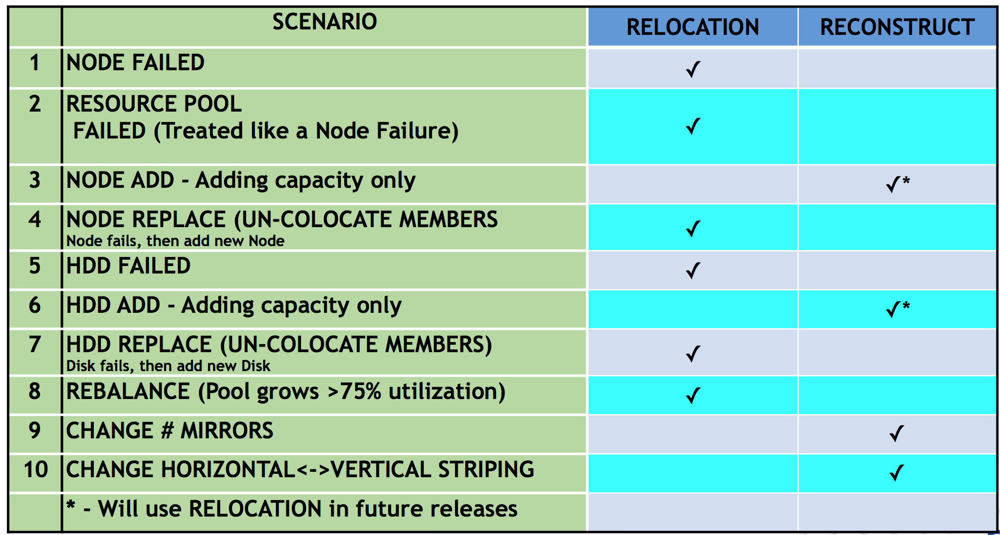 SCENARIO RELOCATION RECONSTRUCT
1 NODE FAILED ✓
2 RESOURCE POOL
FAILED (Treated like a Node Failure) ✓
3 NODE ADD - Adding capacity only ✓*
4 NODE REPLACE (UN-COLOCATE MEMBERS ✓
Node fails, then add new Node
5 HDD FAILED ✓
6 HDD ADD - Adding capacity only ✓*
7 HDD REPLACE (UN-COLOCATE MEMBERS) ✓
Disk fails, then add new Disk
8 REBALANCE (Pool grows >75% utilization) ✓
9 CHANGE # MIRRORS ✓
10 CHANGE HORIZONTAL<->VERTICAL STRIPING ✓
* - Will use RELOCATION in future releases